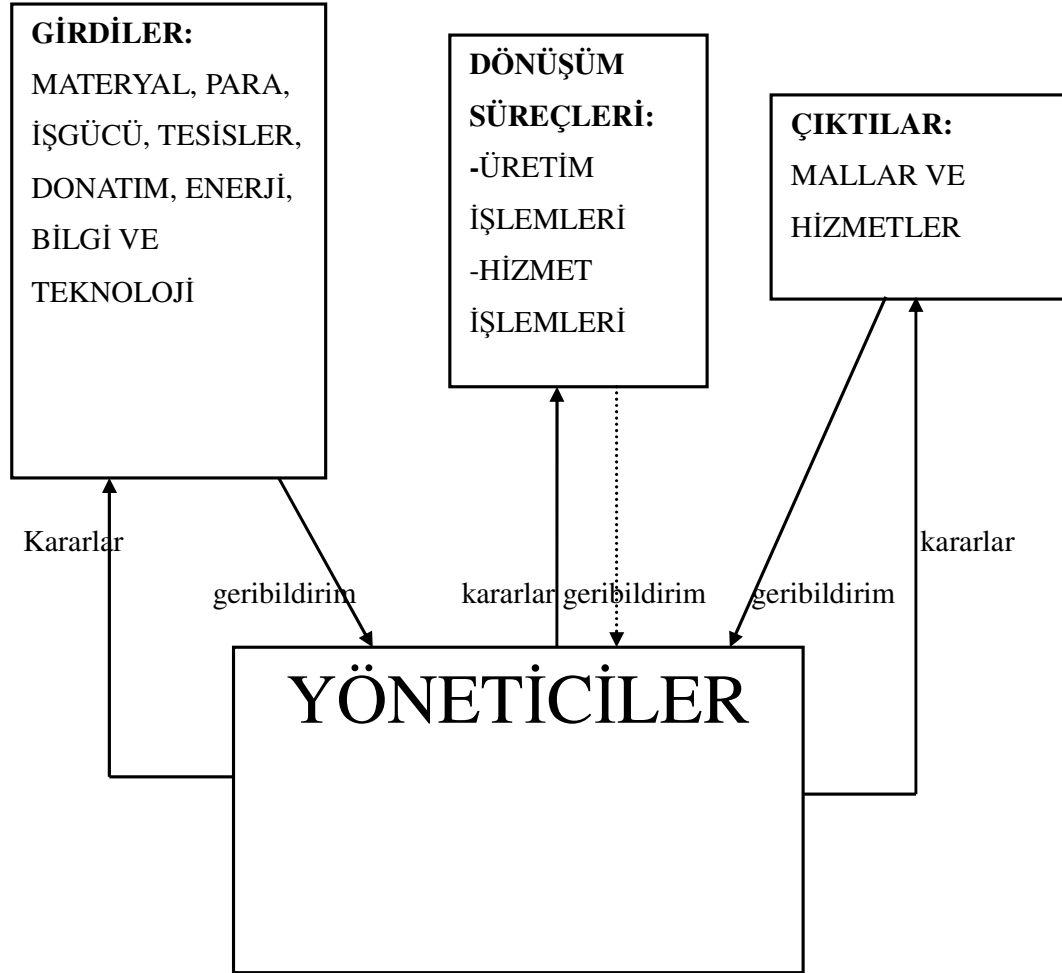 GİRDİLER:
MATERYAL, PARA,
İŞGÜCÜ, TESİSLER,
DONATIM, ENERJİ,
BİLGİ VE
TEKNOLOJİ
DÖNÜŞÜM
SÜREÇLERİ:
-ÜRETİM
İŞLEMLERİ
-HİZMET
İŞLEMLERİ
ÇIKTILAR:
MALLAR VE
HİZMETLER
Kararlar
kararlar
geribildirim
kararlar geribildirim
geribildirim
YÖNETİCİLER